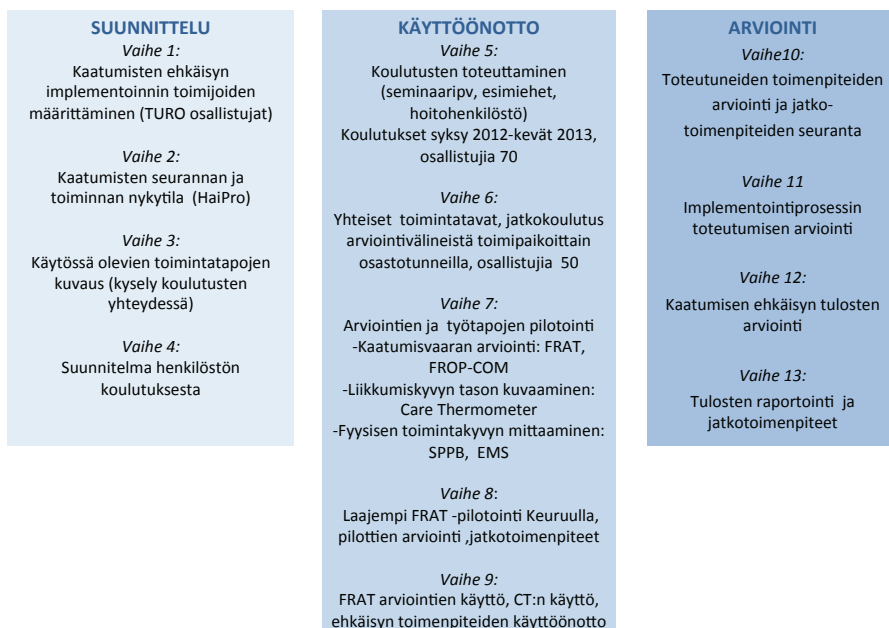 SUUNNITTELU
Vaihe 1:
Kaatumisten ehkäisyn
implementoinnin toimijoiden
määrittäminen (TURO osallistujat)
Vaihe 2:
Kaatumisten seurannan ja
toiminnan nykytila (HaiPro)
Vaihe 3:
Käytössä olevien toimintatapojen
kuvaus (kysely koulutusten
yhteydessä)
Vaihe 4:
Suunnitelma henkilöstön
koulutuksesta
KÄYTTÖÖNOTTO
Vaihe 5:
Koulutusten toteuttaminen
(seminaaripv, esimiehet,
hoitohenkilöstö)
Koulutukset syksy 2012-kevät 2013,
osallistujia 70
Vaihe 6:
Yhteiset toimintatavat, jatkokoulutus
arviointivälineistä toimipaikoittain
osastotunneilla, osallistujia 50
Vaihe 7:
Arviointien ja työtapojen pilotointi
-Kaatumisvaaran arviointi: FRAT,
FROP-COM
-Liikkumiskyvyn tason kuvaaminen:
Care Thermometer
-Fyysisen toimintakyvyn mittaaminen:
SPPB, EMS
Vaihe 8:
Laajempi FRAT -pilotointi Keuruulla,
pilottien arviointi ,jatkotoimenpiteet
Vaihe 9:
FRAT arviointien käyttö, CT:n käyttö,
ehkäisyn toimenpiteiden käyttöönotto
ARVIOINTI
Vaihe10:
Toteutuneiden toimenpiteiden
arviointi ja jatko-
toimenpiteiden seuranta
Vaihe 11
Implementointiprosessin
toteutumisen arviointi
Vaihe 12:
Kaatumisen ehkäisyn tulosten
arviointi
Vaihe 13:
Tulosten raportointi ja
jatkotoimenpiteet